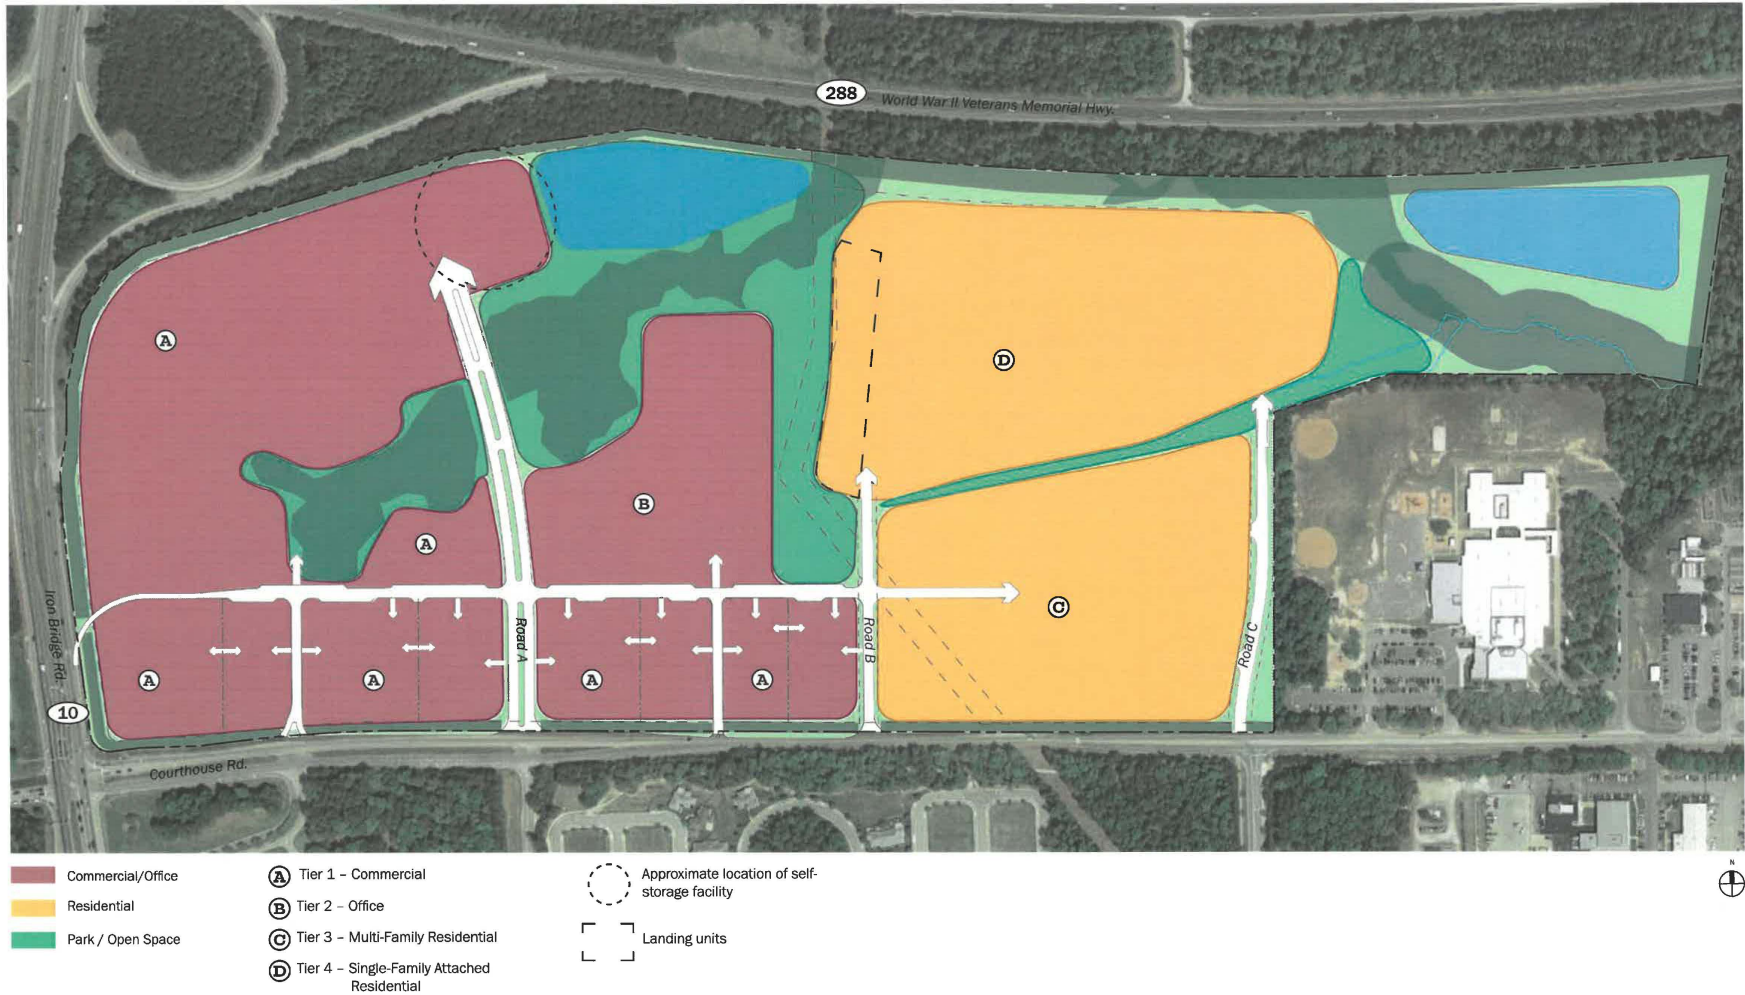 288
World War II Veterans Memorial Hwy.
A
D
B
A
C
Iron Bridge Rd.
Road A
Road B
Road C
A
A
A
A
10
Courthouse Rd.
Commercial/Office
Residential
Park / Open Space
A Tier 1 – Commercial
B Tier 2 – Office
C Tier 3 – Multi-Family Residential
D Tier 4 – Single-Family Attached
Residential
Approximate location of self-
storage facility
Landing units
N